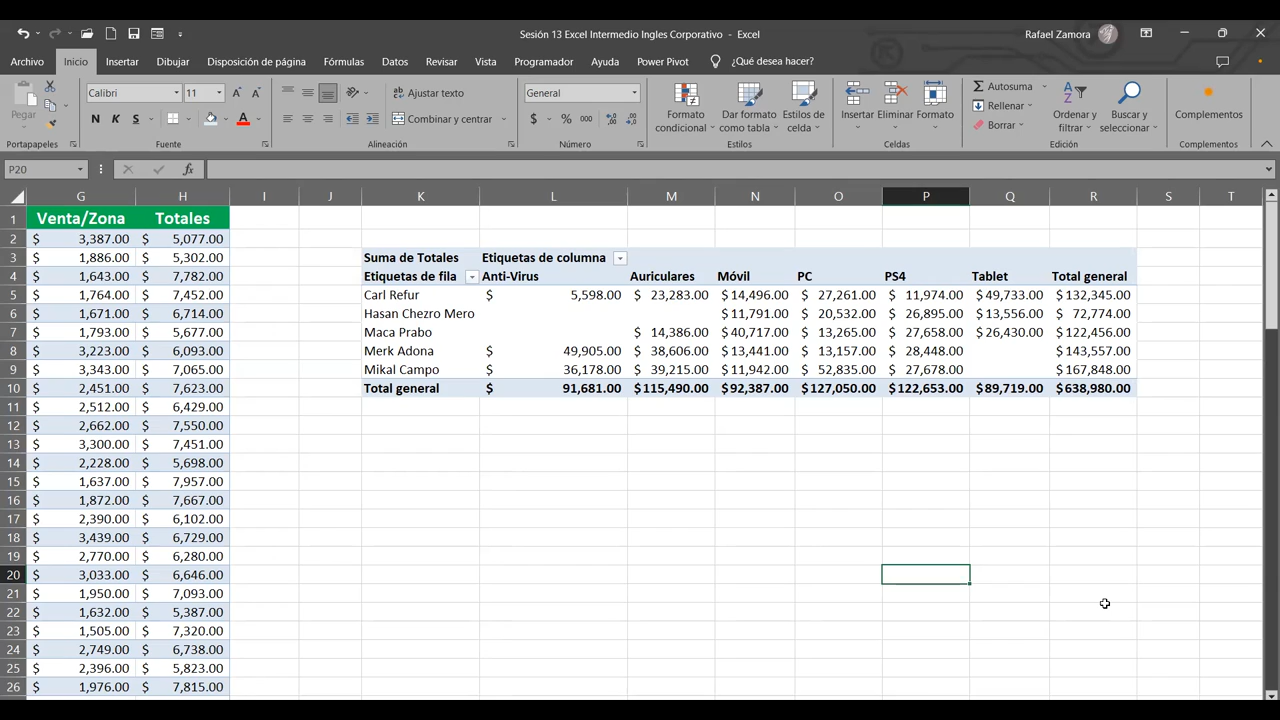 Sesión 13 Excel Intermedio Ingles Corporativo - Excel
Rafael Zamora
Archivo Inicio Insertar Dibujar Disposición de página Fórmulas Datos Revisar Vista Programador Ayuda Power Pivot ¿Qué desea hacer?
Pegar
Calibri 11
N K S
Ajustar texto
Combinar y centrar
General
$ % 000
Formato condicional
Dar formato como tabla
Estilos de celda
Insertar Eliminar Formato
Autosuma
Rellenar
Borrar
Ordenar y filtrar
Buscar y seleccionar
Complementos
Portapapeles Fuente Alineación Número Estilos Celdas Edición Complementos
P20 fx
G H I J K L M N O P Q R S T
1 Venta/Zona Totales
2 $ 3,387.00 $ 5,077.00
3 $ 1,886.00 $ 5,302.00 Suma de Totales Etiquetas de columna
4 $ 1,643.00 $ 7,782.00 Etiquetas de fila Anti-Virus Auriculares Móvil PC PS4 Tablet Total general
5 $ 1,764.00 $ 7,452.00 Carl Refur $ 5,598.00 $ 23,283.00 $ 14,496.00 $ 27,261.00 $ 11,974.00 $ 49,733.00 $ 132,345.00
6 $ 1,671.00 $ 6,714.00 Hasan Chezro Mero $ 11,791.00 $ 20,532.00 $ 26,895.00 $ 13,556.00 $ 72,774.00
7 $ 1,793.00 $ 5,677.00 Maca Prabo $ 14,386.00 $ 40,717.00 $ 13,265.00 $ 27,658.00 $ 26,430.00 $ 122,456.00
8 $ 3,223.00 $ 6,093.00 Merk Adona $ 49,905.00 $ 38,606.00 $ 13,441.00 $ 13,157.00 $ 28,448.00 $ 143,557.00
9 $ 3,343.00 $ 7,065.00 Mikal Campo $ 36,178.00 $ 39,215.00 $ 11,942.00 $ 52,835.00 $ 27,678.00 $ 167,848.00
10 $ 2,451.00 $ 7,623.00 Total general $ 91,681.00 $ 115,490.00 $ 92,387.00 $ 127,050.00 $ 122,653.00 $ 89,719.00 $ 638,980.00
11 $ 2,512.00 $ 6,429.00
12 $ 2,662.00 $ 7,550.00
13 $ 3,300.00 $ 7,451.00
14 $ 2,228.00 $ 5,698.00
15 $ 1,637.00 $ 7,957.00
16 $ 1,872.00 $ 7,667.00
17 $ 2,390.00 $ 6,102.00
18 $ 3,439.00 $ 6,729.00
19 $ 2,770.00 $ 6,280.00
20 $ 3,033.00 $ 6,646.00
21 $ 1,950.00 $ 7,093.00
22 $ 1,632.00 $ 5,387.00
23 $ 1,505.00 $ 7,320.00
24 $ 2,749.00 $ 6,738.00
25 $ 2,396.00 $ 5,823.00
26 $ 1,976.00 $ 7,815.00